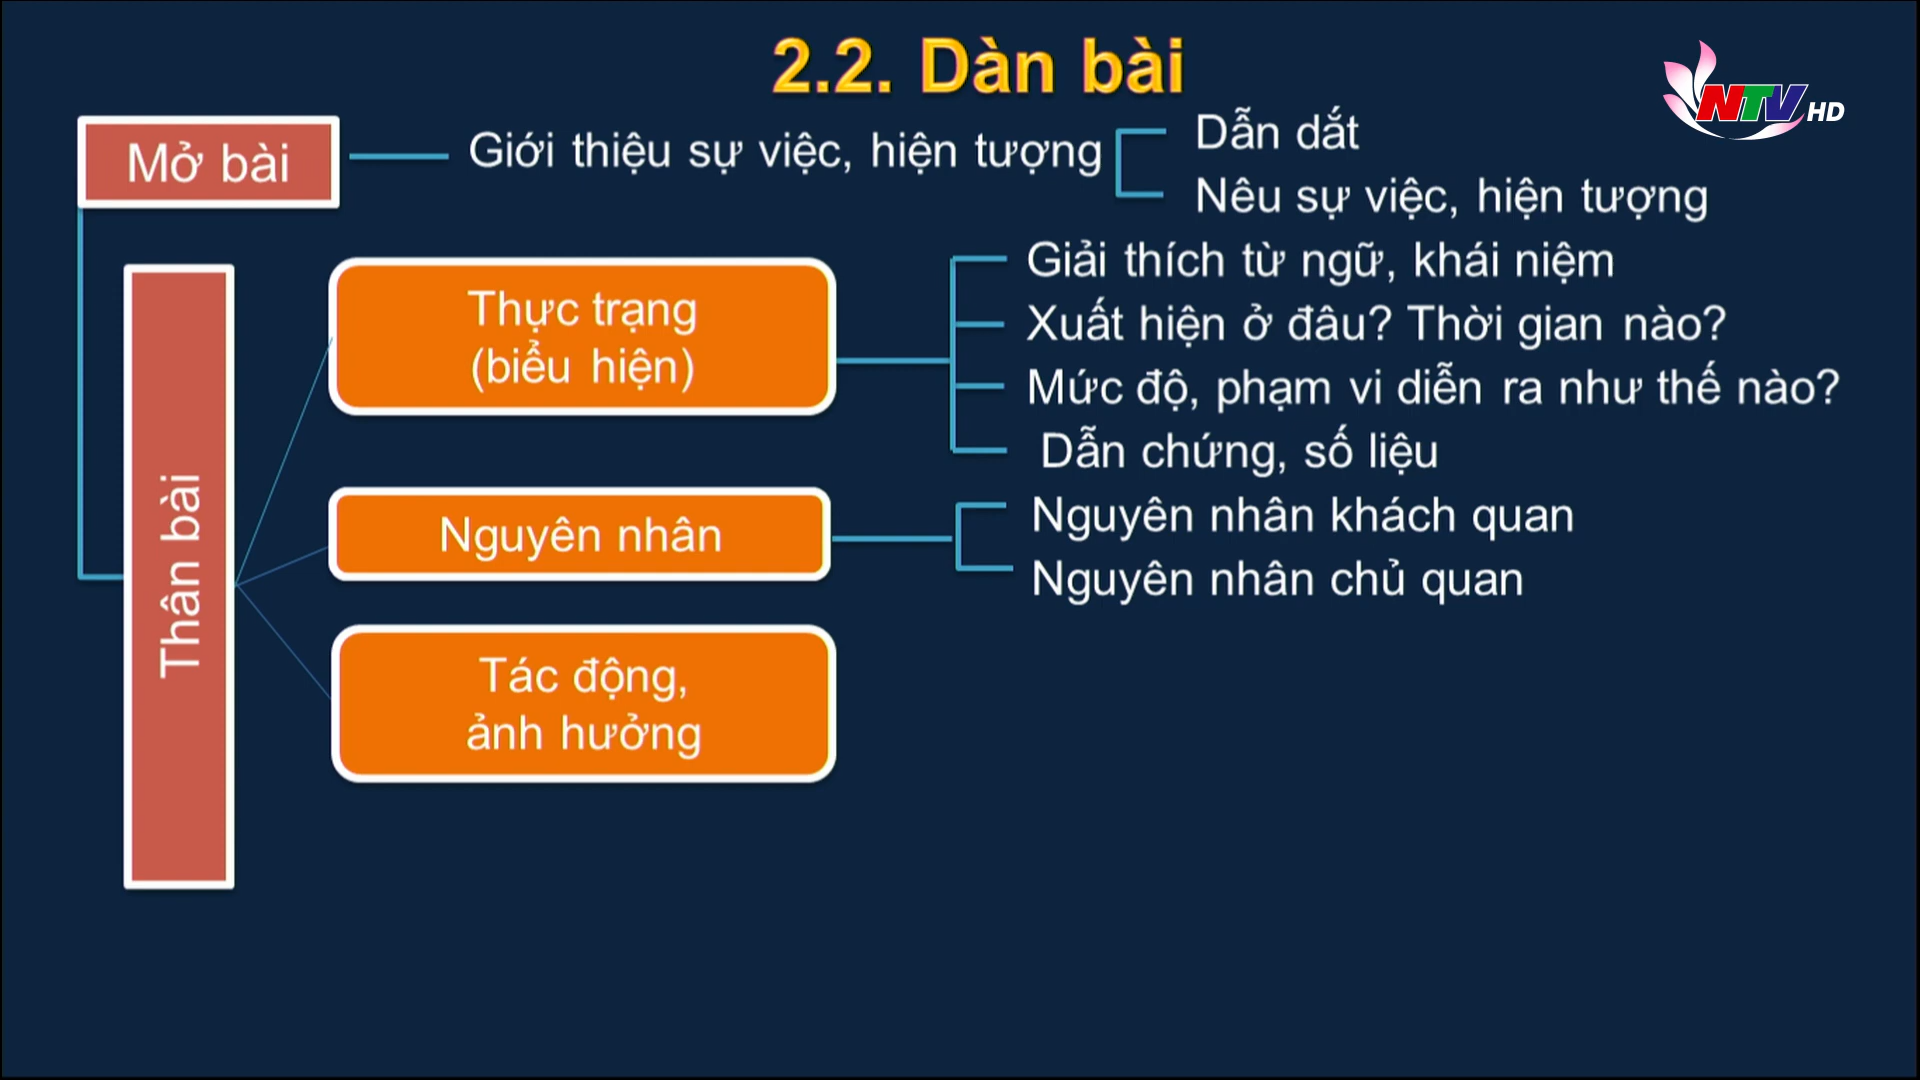 2.2. Dàn bài
NTV HD
Mở bài
Giới thiệu sự việc, hiện tượng
Dẫn dắt
Nêu sự việc, hiện tượng
Thân bài
Thực trạng
(biểu hiện)
Giải thích từ ngữ, khái niệm
Xuất hiện ở đâu? Thời gian nào?
Mức độ, phạm vi diễn ra như thế nào?
Dẫn chứng, số liệu
Nguyên nhân
Nguyên nhân khách quan
Nguyên nhân chủ quan
Tác động,
ảnh hưởng